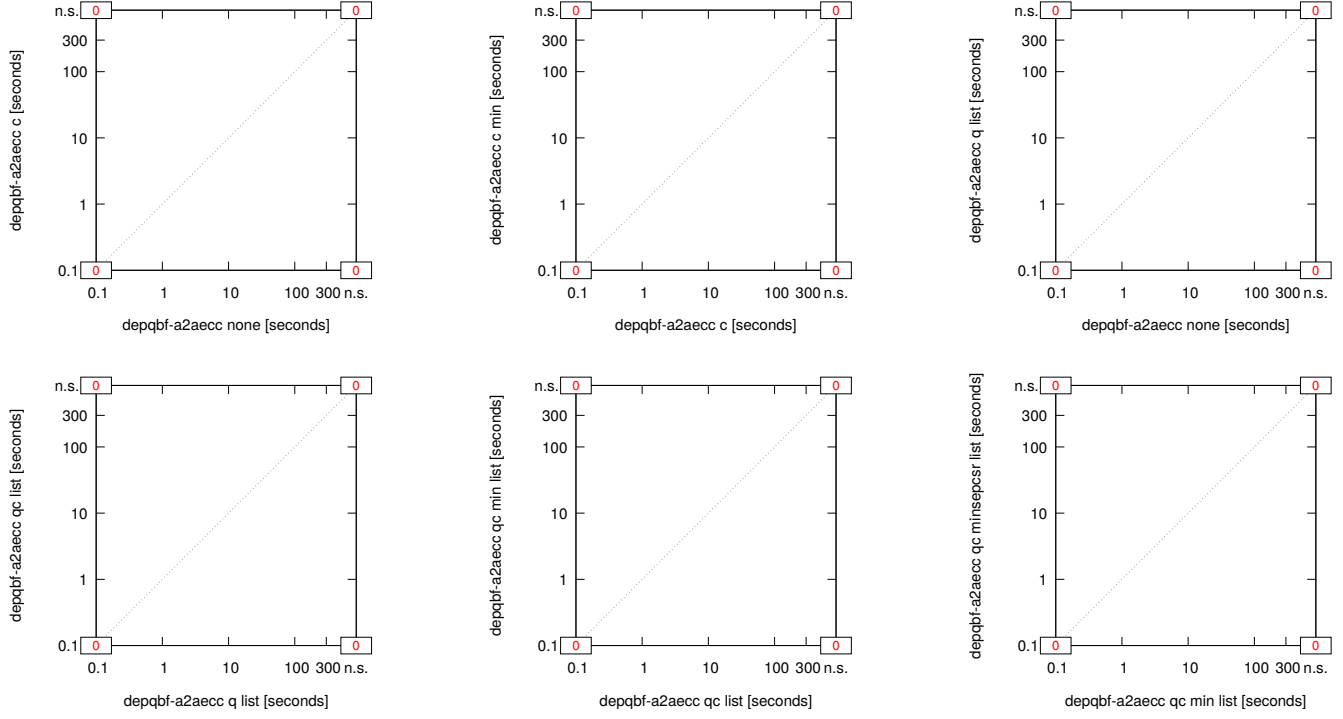 n.s. 0 0
300
100
10
1
0.1 0 0
0.1 1 10 100 300 n.s.
depqbf-a2aecc c [seconds]
depqbf-a2aecc none [seconds]
n.s. 0 0
300
100
10
1
0.1 0 0
0.1 1 10 100 300 n.s.
depqbf-a2aecc c min [seconds]
depqbf-a2aecc c [seconds]
n.s. 0 0
300
100
10
1
0.1 0 0
0.1 1 10 100 300 n.s.
depqbf-a2aecc q list [seconds]
depqbf-a2aecc none [seconds]
n.s. 0 0
300
100
10
1
0.1 0 0
0.1 1 10 100 300 n.s.
depqbf-a2aecc qc list [seconds]
depqbf-a2aecc q list [seconds]
n.s. 0 0
300
100
10
1
0.1 0 0
0.1 1 10 100 300 n.s.
depqbf-a2aecc qc min list [seconds]
depqbf-a2aecc qc list [seconds]
n.s. 0 0
300
100
10
1
0.1 0 0
0.1 1 10 100 300 n.s.
depqbf-a2aecc qc minsepcsr list [seconds]
depqbf-a2aecc qc min list [seconds]